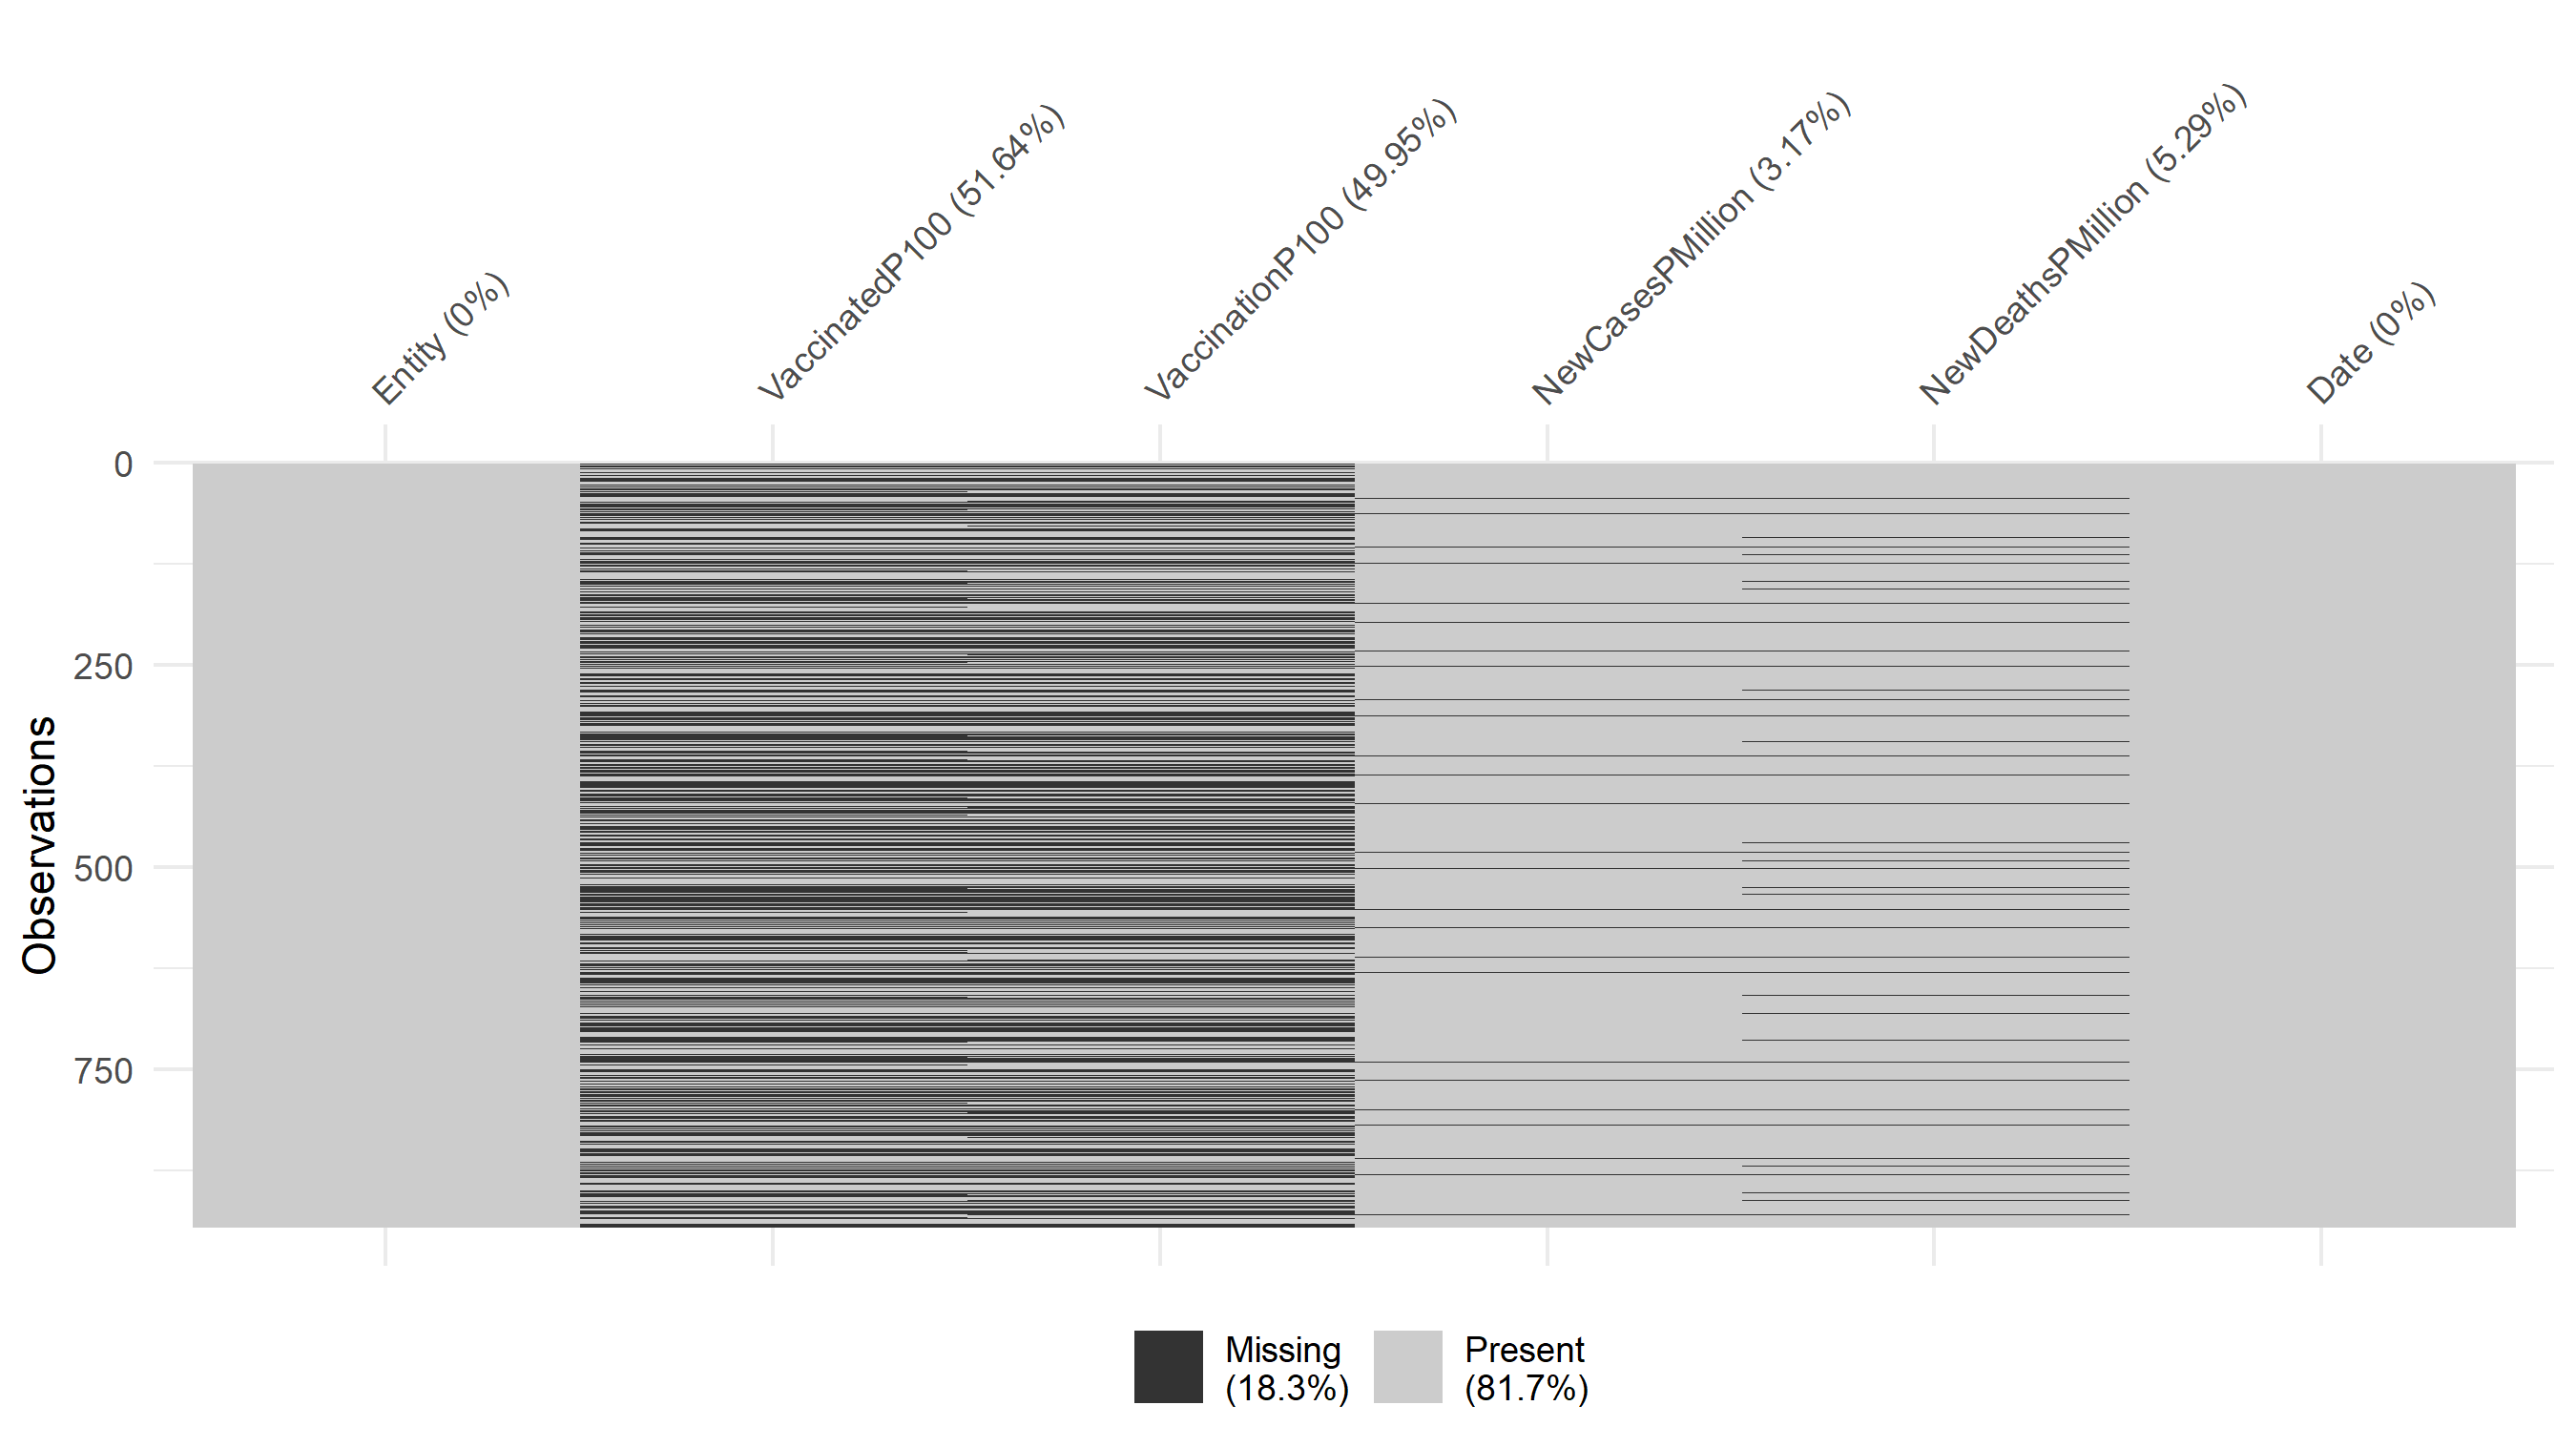 Entity (0%)
VaccinatedP100 (51.64%)
VaccinationP100 (49.95%)
NewCasesPMillion (3.17%)
NewDeathsPMillion (5.29%)
Date (0%)
0
250
500
750
Observations
Missing
(18.3%)
Present
(81.7%)